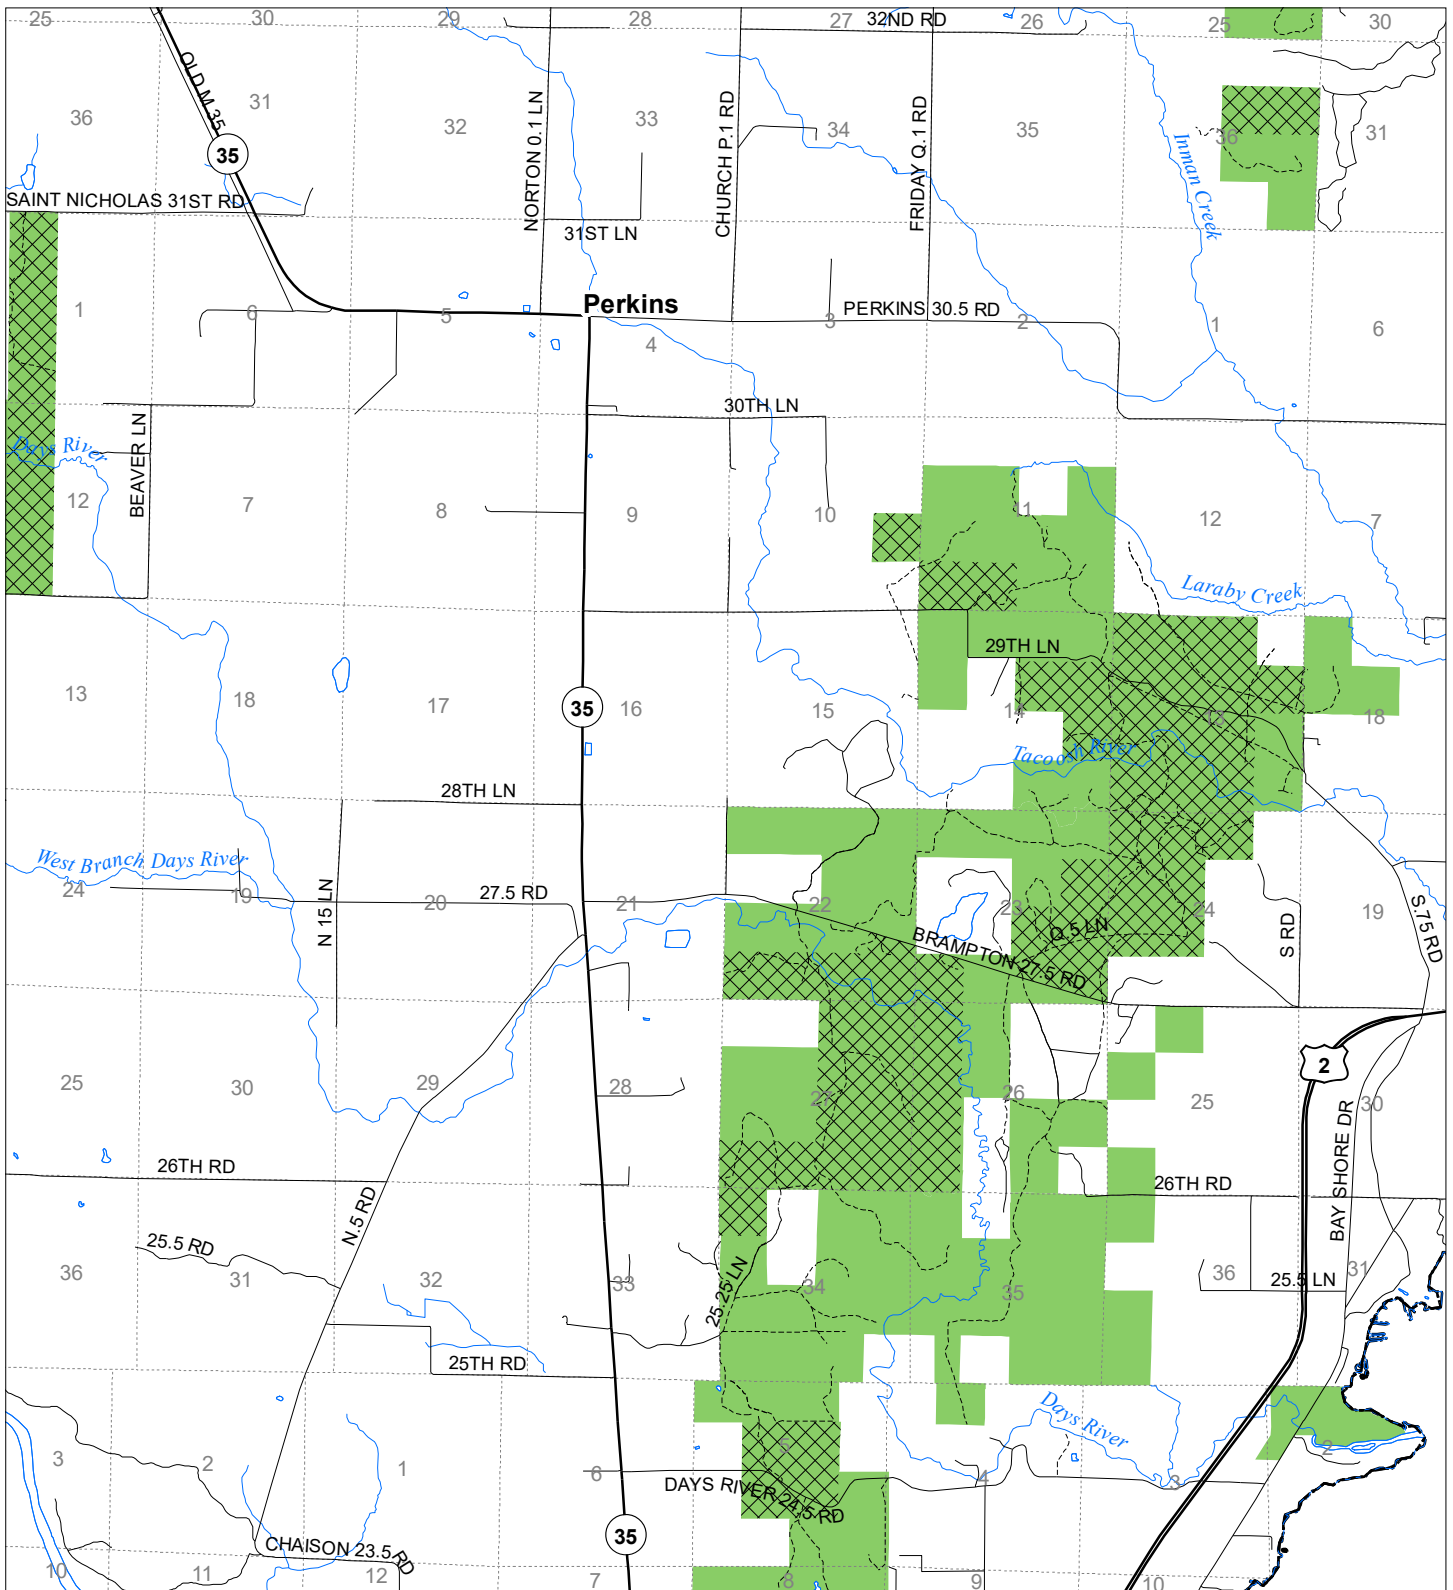 25 30 29 28 27 32ND RD 26 25 30
OLD M 35
36 31 32 NORTON 0.1 LN 33 CHURCH P.1 RD 34 FRIDAY Q.1 RD 35 36 31
35
Inman Creek
SAINT NICHOLAS 31ST RD
31ST LN
Perkins
1 6 5 4 3 PERKINS 30.5 RD 2 1 6
30TH LN
BEAVER LN
Days River
12 7 8 9 10 11 12 7
Laraby Creek
29TH LN
13 18 17 35 16 15 14 13 18
Tacoosh River
28TH LN
West Branch Days River
24 19 N 15 LN 20 27.5 RD 21 22 23 24 19
Q.5 LN
BRAMPTON 27.5 RD
S RD
S.75 RD
2
25 30 29 28 27 26 25 30
BAY SHORE DR
26TH RD
26TH RD
N.5 RD
25.5 RD
36 31 32 33 34 35 36 31
25.25 LN
25.5 LN
25TH RD
Days River
3 2 1 6 5 4 3 2
DAYS RIVER 24.5 RD
35
CHAISON 23.5 RD
10 11 12 7 8 9 10